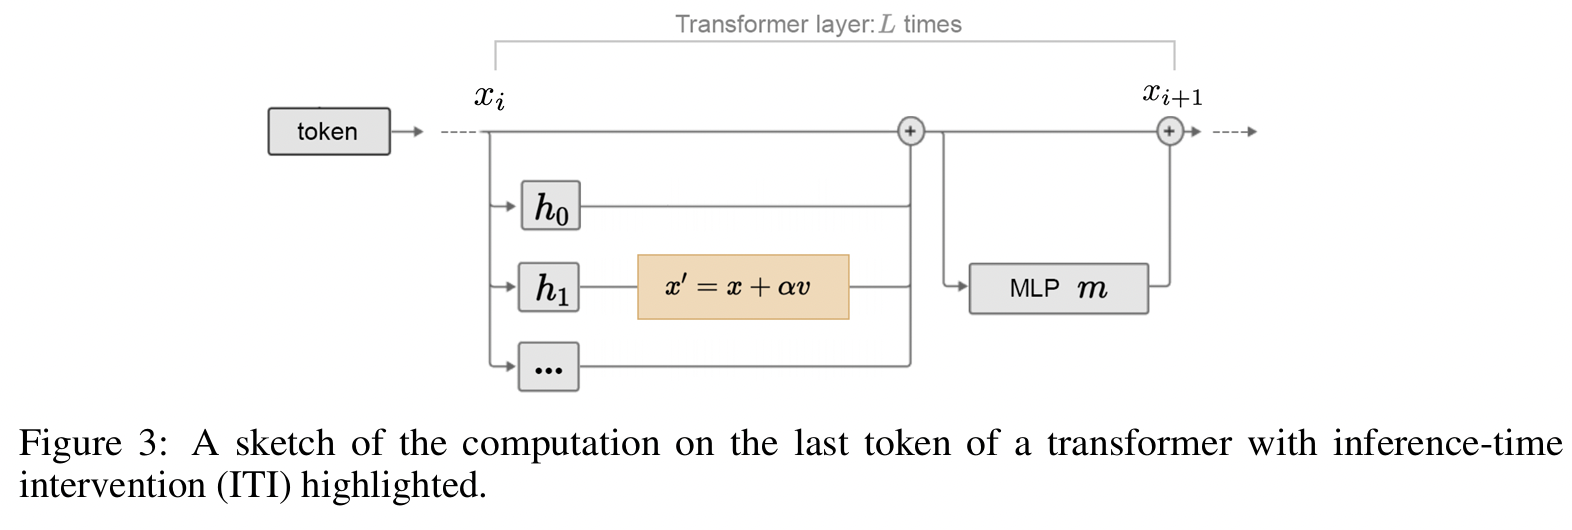 Transformer layer: L times
x_i
x_{i+1}
token
+
+
h_0
h_1
x′ = x + αv
MLP m
...
Figure 3: A sketch of the computation on the last token of a transformer with inference-time
intervention (ITI) highlighted.